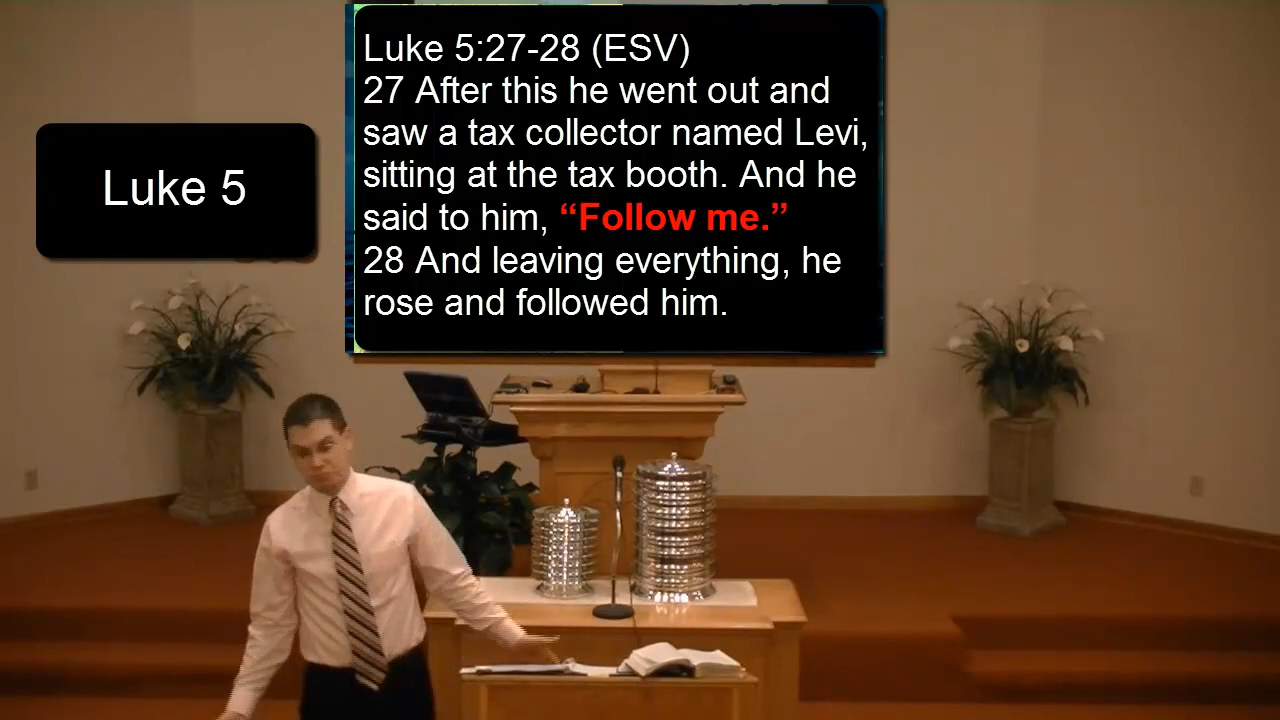 Luke 5
Luke 5:27-28 (ESV)
27 After this he went out and
saw a tax collector named Levi,
sitting at the tax booth. And he
said to him, “Follow me.”
28 And leaving everything, he
rose and followed him.